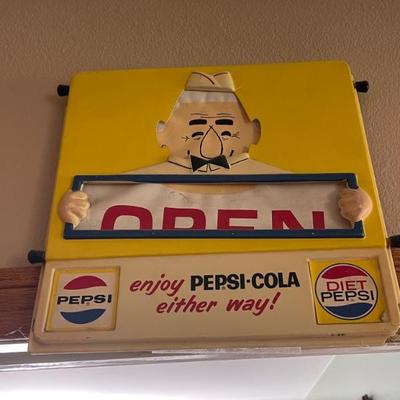 OPEN
enjoy PEPSI·COLA
either way!
PEPSI
DIET
PEPSI